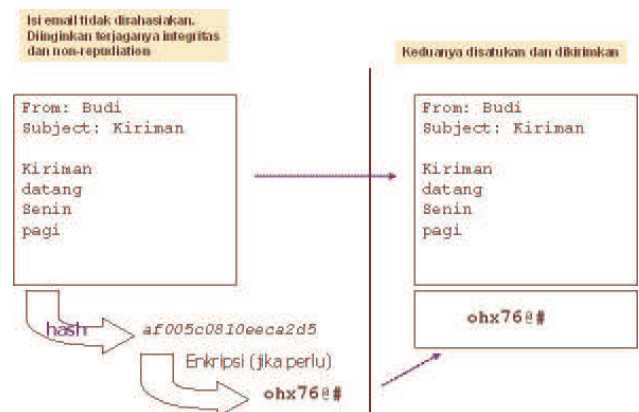 Isi email tidak dirahasiakan.
Diinginkan terjaganya integritas
dan non-repudiation
Keduanya disatukan dan dikirimkan
From: Budi
Subject: Kiriman
Kiriman
datang
Senin
pagi
From: Budi
Subject: Kiriman
Kiriman
datang
Senin
pagi
hash
af005c0810eeca2d5
Enkripsi (jika perlu)
ohx76@#
ohx76@#